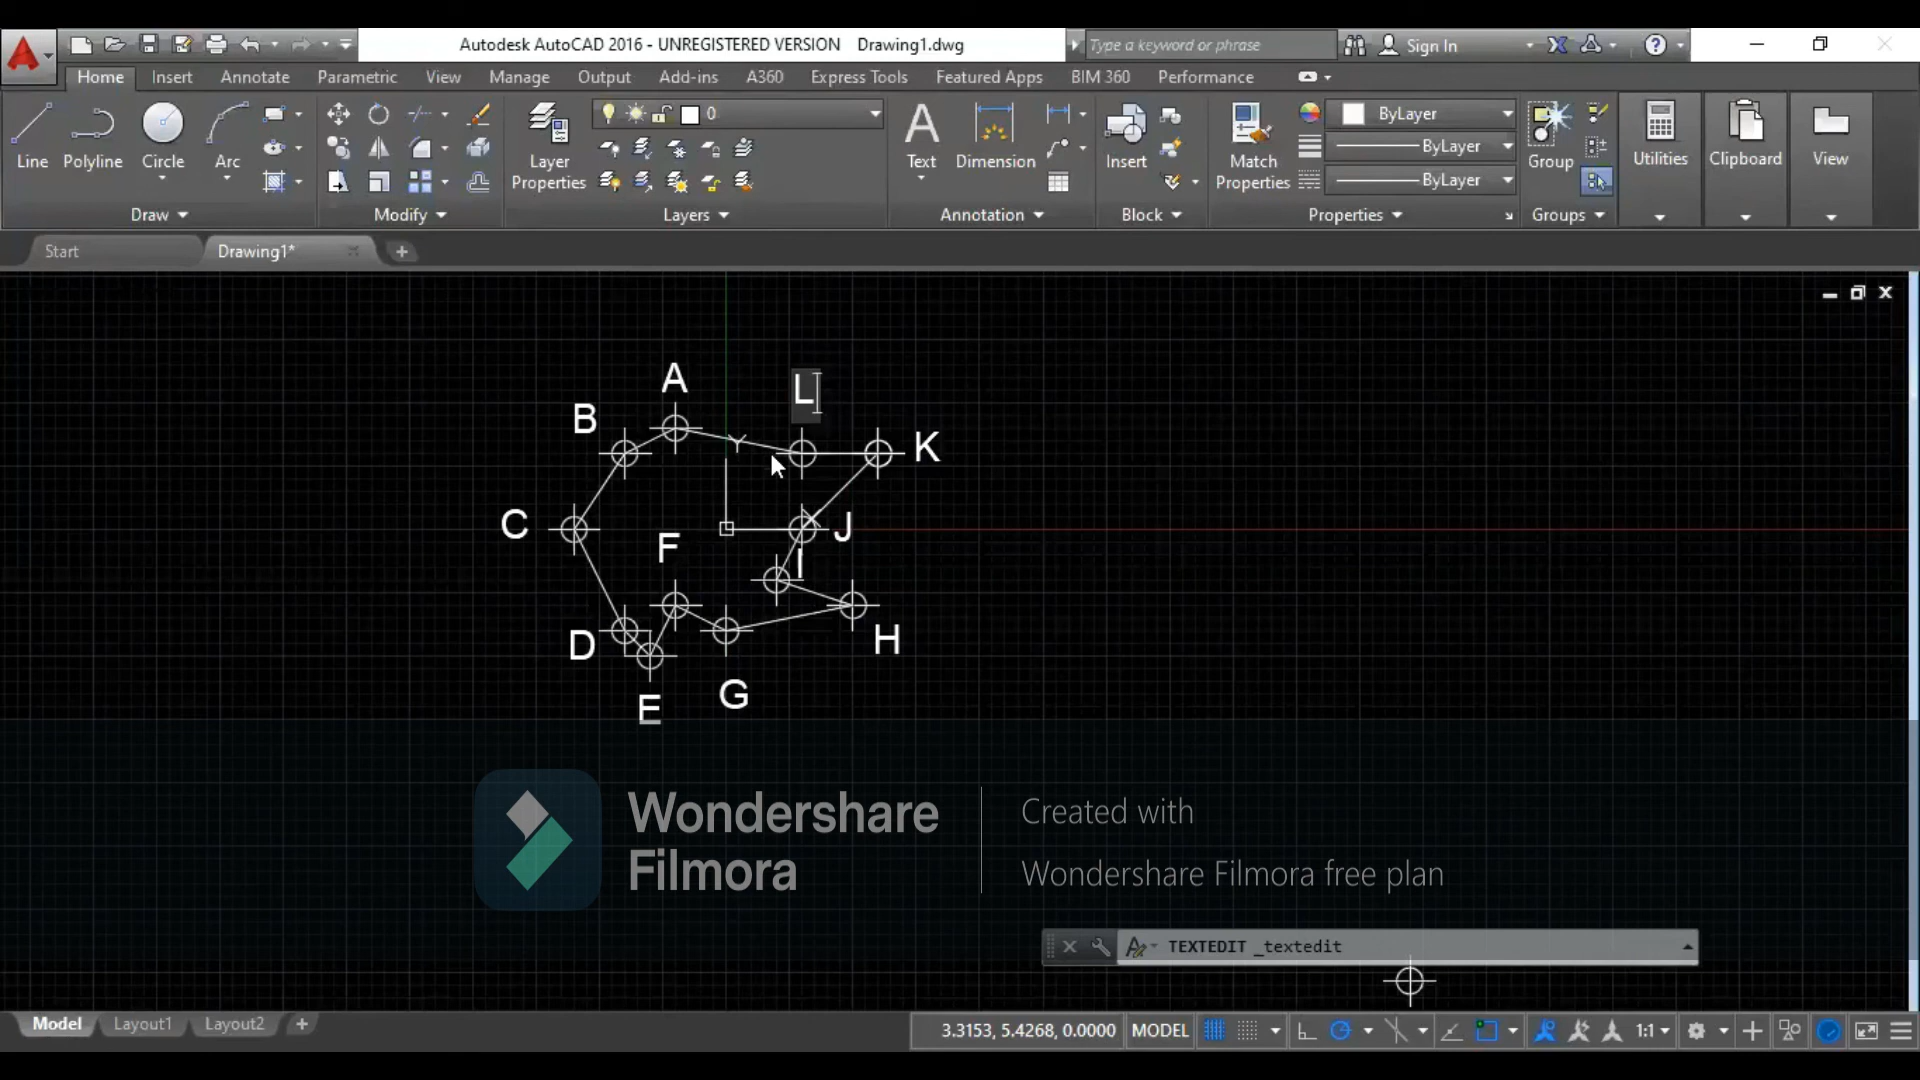 Autodesk AutoCAD 2016 - UNREGISTERED VERSION Drawing1.dwg
Type a keyword or phrase
Sign In
Home Insert Annotate Parametric View Manage Output Add-ins A360 Express Tools Featured Apps BIM 360 Performance
Line Polyline Circle Arc
Draw
Modify
Layer Properties
0
Layers
A
Text
Dimension
Annotation
Insert
Block
Match Properties
ByLayer
ByLayer
ByLayer
Properties
Group
Groups
Utilities
Clipboard
View
Start Drawing1*
A
L
B
Y
K
C
X
J
F
I
D
H
G
E
Wondershare
Filmora
Created with
Wondershare Filmora free plan
TEXTEDIT _textedit
Model Layout1 Layout2
3.3153, 5.4268, 0.0000 MODEL 1:1